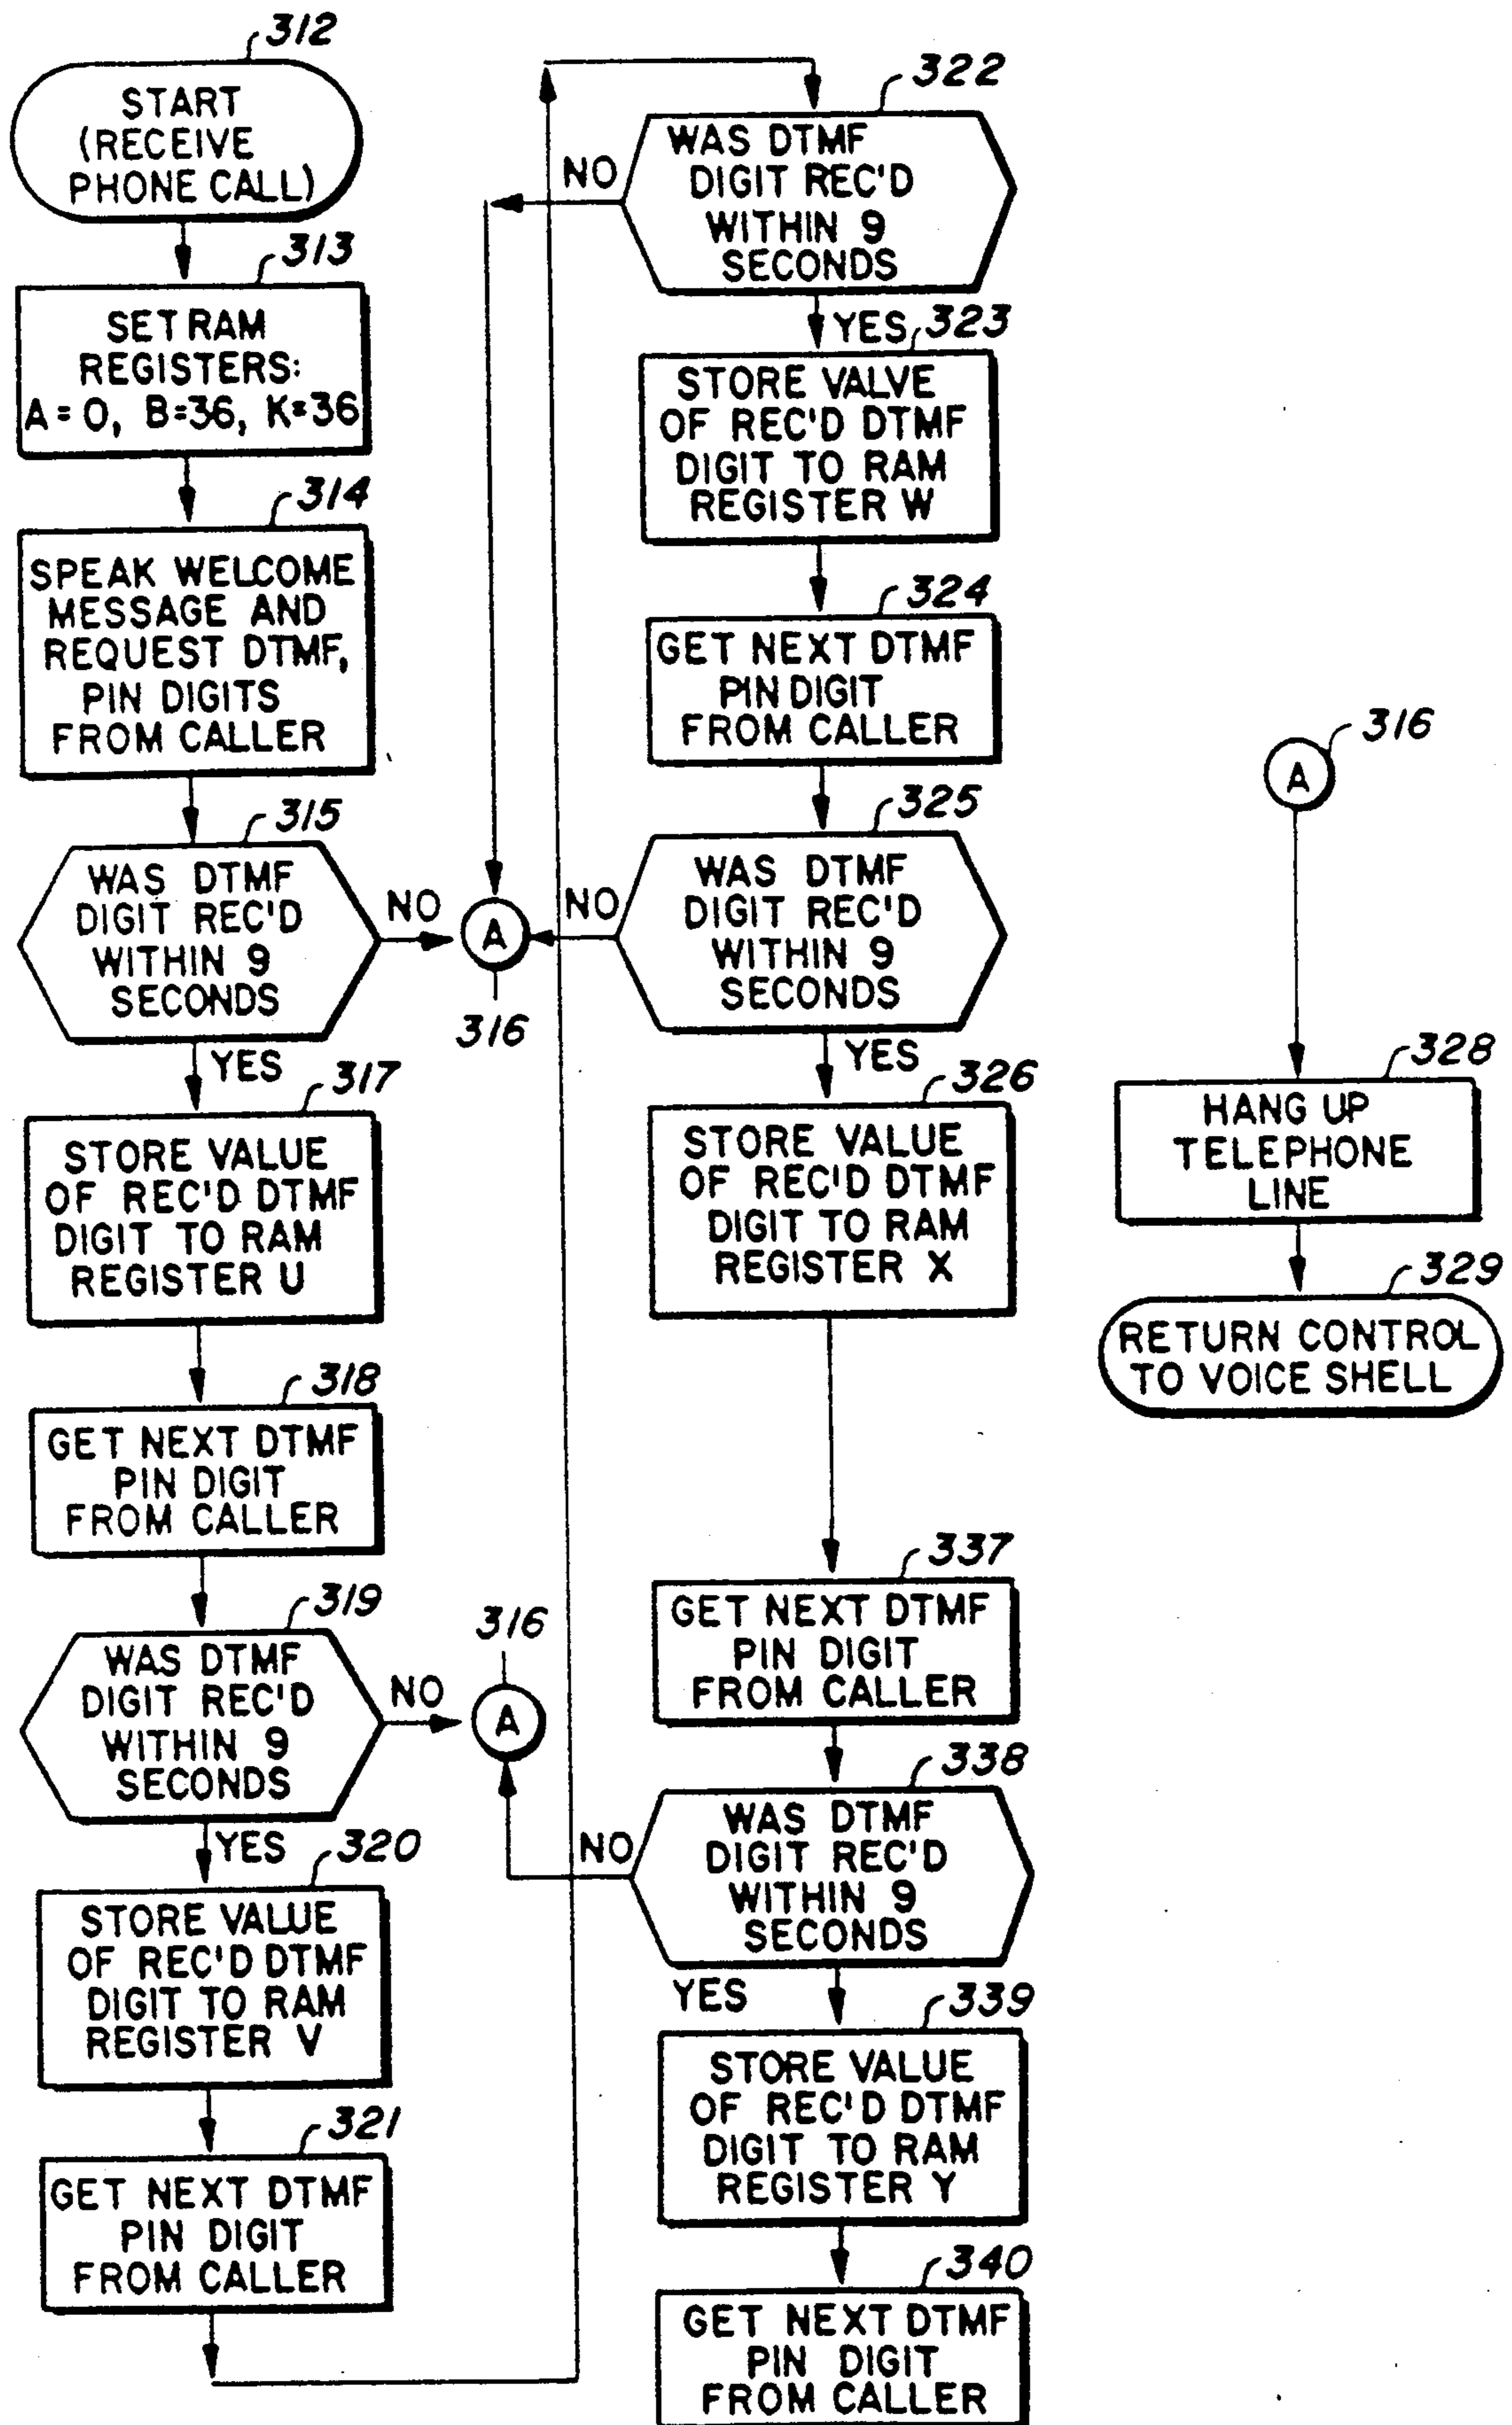 312
START
(RECEIVE
PHONE CALL)
313
SET RAM
REGISTERS:
A = 0, B=36, K=36
314
SPEAK WELCOME
MESSAGE AND
REQUEST DTMF,
PIN DIGITS
FROM CALLER
315
WAS DTMF
DIGIT REC'D
WITHIN 9
SECONDS
NO
A
316
YES
317
STORE VALUE
OF REC'D DTMF
DIGIT TO RAM
REGISTER U
318
GET NEXT DTMF
PIN DIGIT
FROM CALLER
319
WAS DTMF
DIGIT REC'D
WITHIN 9
SECONDS
NO
316
A
YES
320
STORE VALUE
OF REC'D DTMF
DIGIT TO RAM
REGISTER V
321
GET NEXT DTMF
PIN DIGIT
FROM CALLER
322
WAS DTMF
DIGIT REC'D
WITHIN 9
SECONDS
NO
YES
323
STORE VALVE
OF REC'D DTMF
DIGIT TO RAM
REGISTER W
324
GET NEXT DTMF
PIN DIGIT
FROM CALLER
325
WAS DTMF
DIGIT REC'D
WITHIN 9
SECONDS
NO
YES
326
STORE VALUE
OF REC'D DTMF
DIGIT TO RAM
REGISTER X
337
GET NEXT DTMF
PIN DIGIT
FROM CALLER
338
WAS DTMF
DIGIT REC'D
WITHIN 9
SECONDS
NO
YES
339
STORE VALUE
OF REC'D DTMF
DIGIT TO RAM
REGISTER Y
340
GET NEXT DTMF
PIN DIGIT
FROM CALLER
316
A
328
HANG UP
TELEPHONE
LINE
329
RETURN CONTROL
TO VOICE SHELL